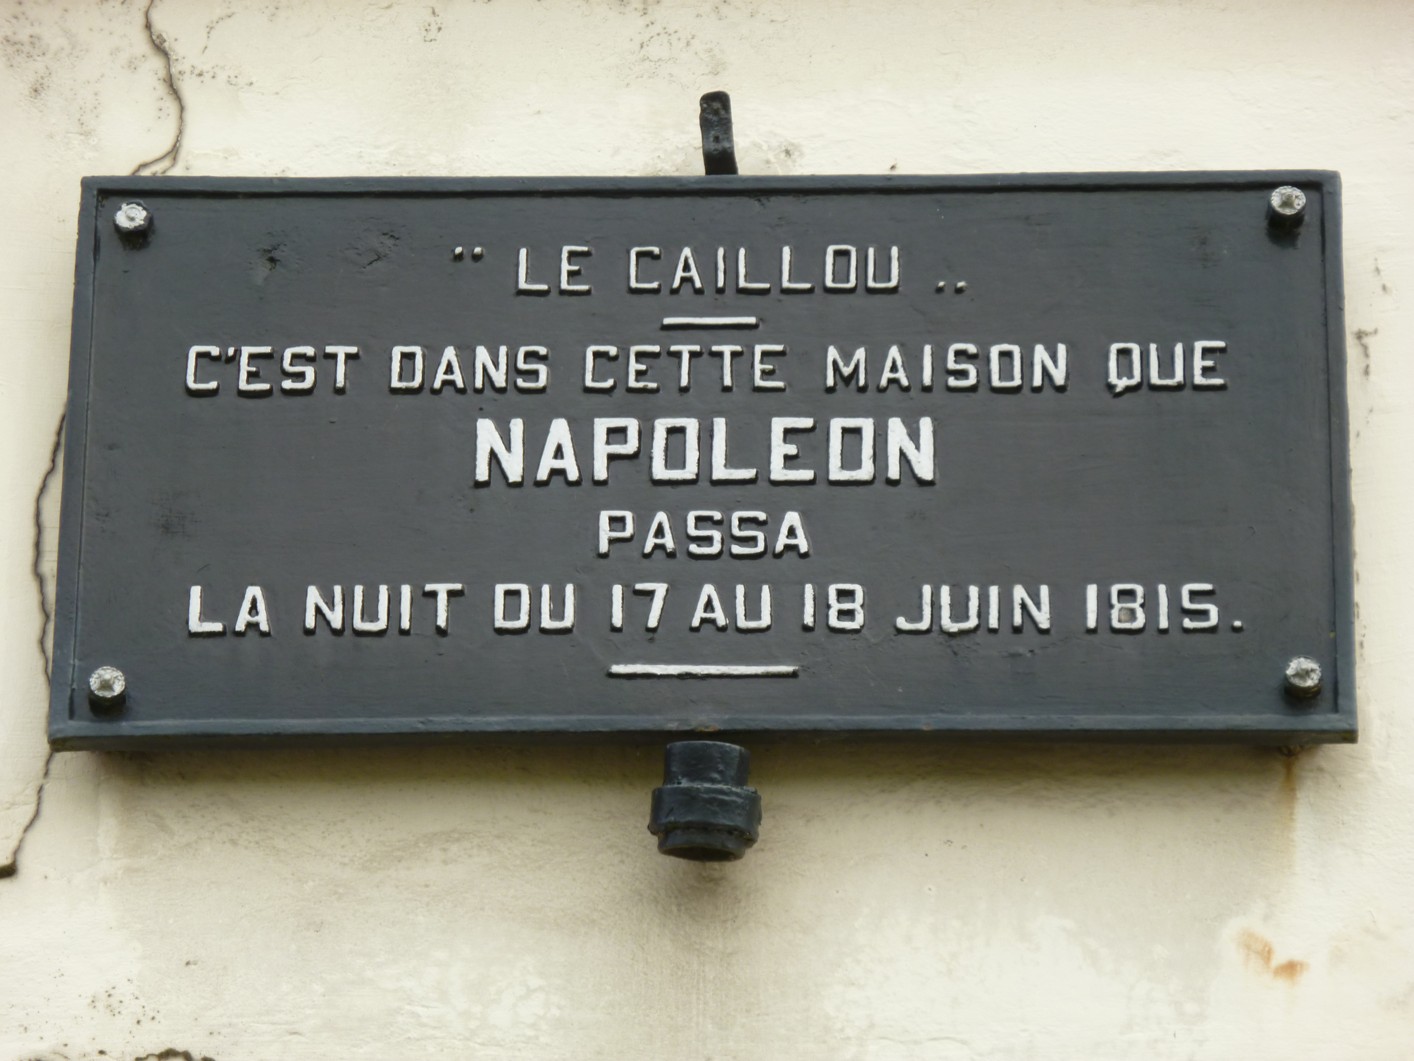 " LE CAILLOU ..
C'EST DANS CETTE MAISON QUE
NAPOLEON
PASSA
LA NUIT DU 17 AU 18 JUIN 1815.